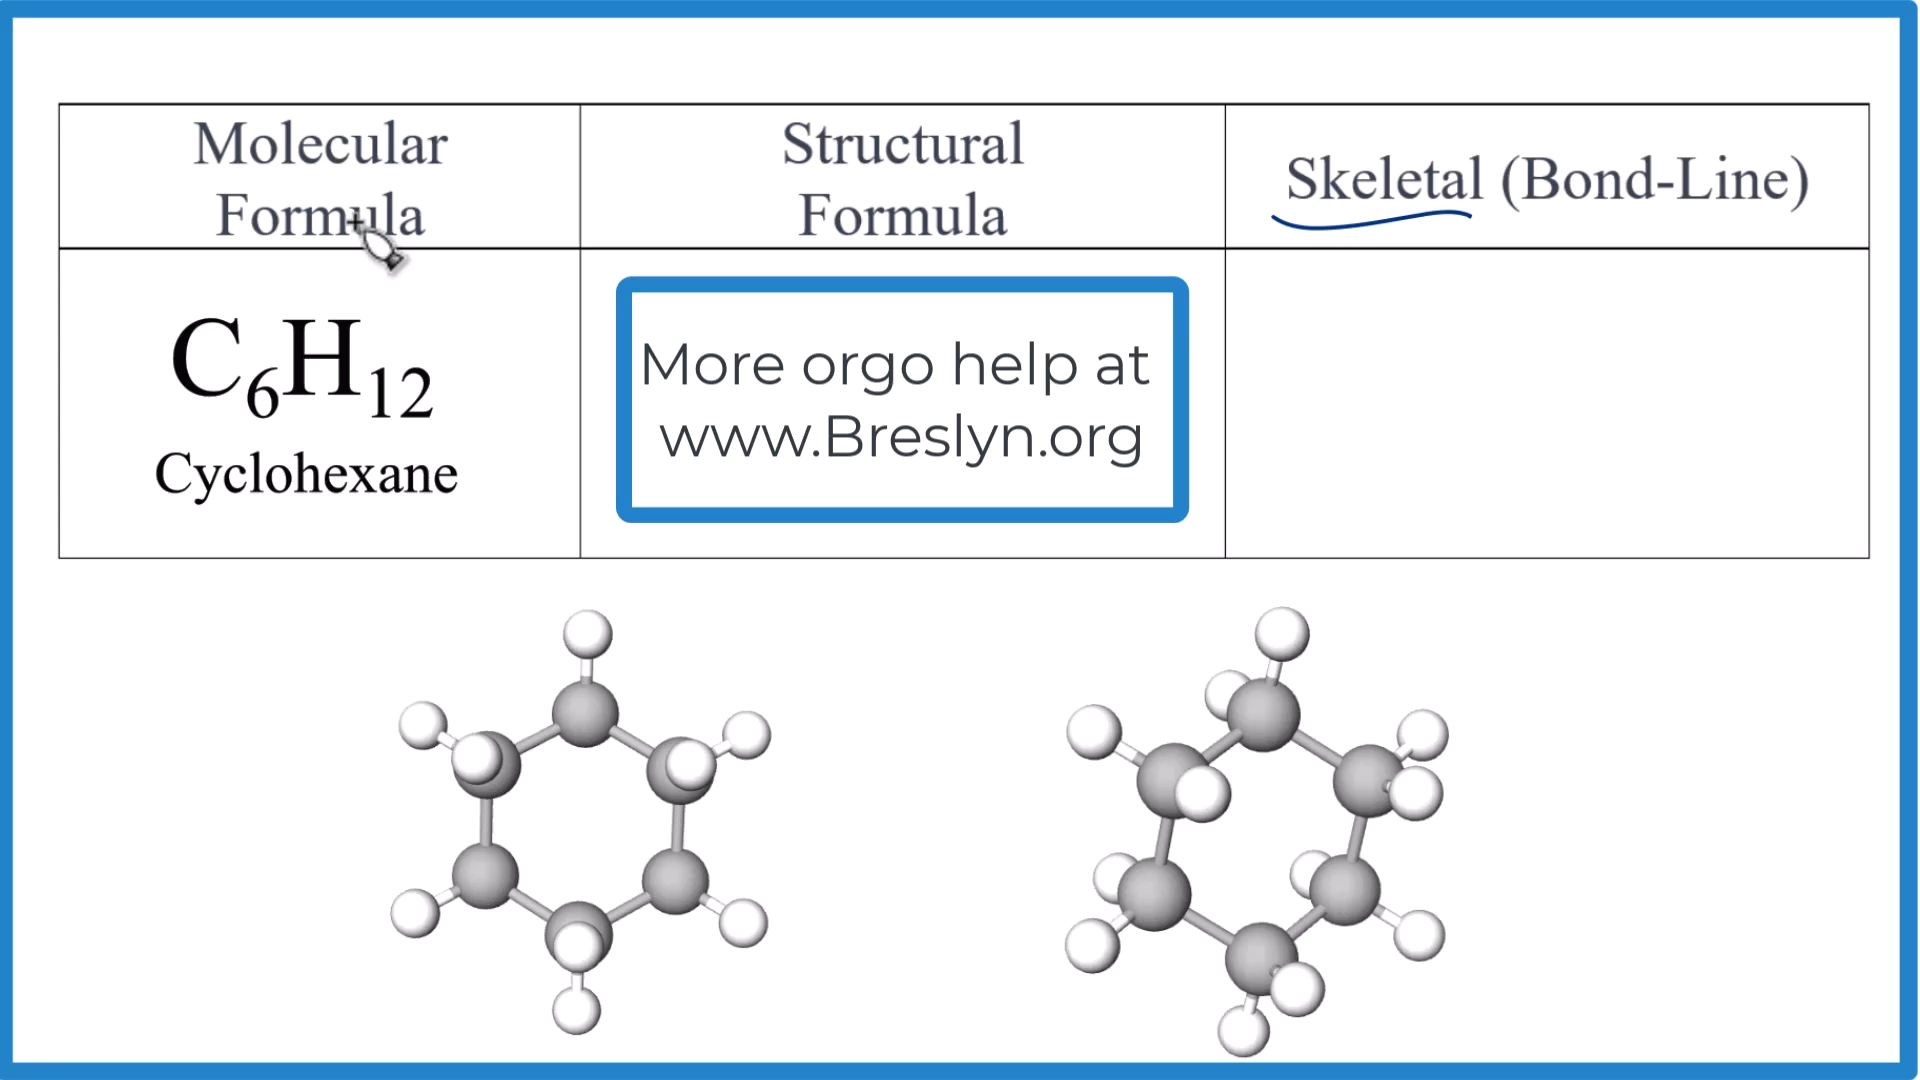 Molecular
Formula
Structural
Formula
Skeletal (Bond-Line)
C₆H₁₂
Cyclohexane
More orgo help at
www.Breslyn.org